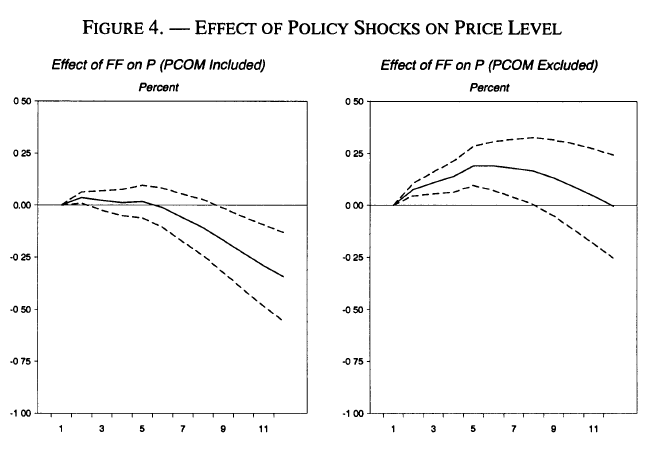 FIGURE 4. — EFFECT OF POLICY SHOCKS ON PRICE LEVEL
Effect of FF on P (PCOM Included)
Percent
0 50
0 25
0.00
-0 25
-0 50
-0 75
-1 00
1 3 5 7 9 11
Effect of FF on P (PCOM Excluded)
Percent
0 50
0 25
0.00
-0 25
-0 50
-0 75
-1 00
1 3 5 7 9 11